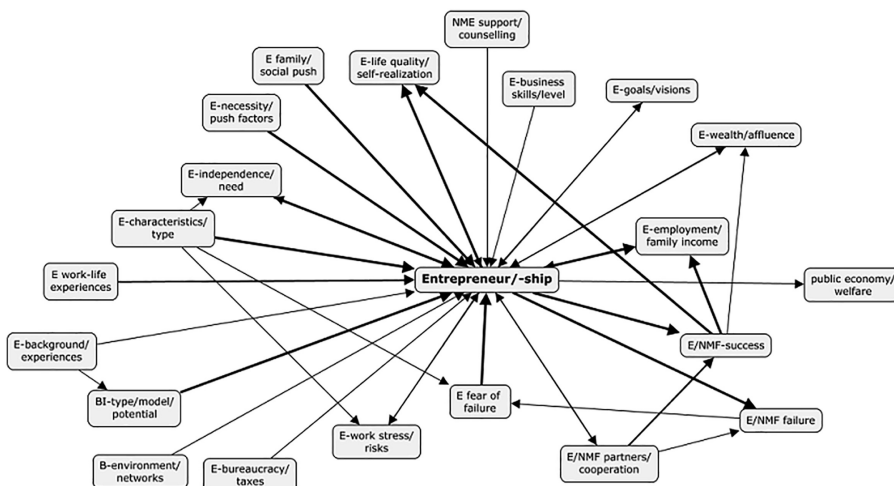 NME support/
counselling
E family/
social push
E-life quality/
self-realization
E-business
skills/level
E-goals/visions
E-necessity/
push factors
E-wealth/affluence
E-independence/
need
E-characteristics/
type
E-employment/
family income
E work-life
experiences
Entrepreneur/-ship
public economy/
welfare
E-background/
experiences
E/NMF-success
BI-type/model/
potential
E fear of
failure
E/NMF failure
E-work stress/
risks
B-environment/
networks
E-bureaucracy/
taxes
E/NMF partners/
cooperation